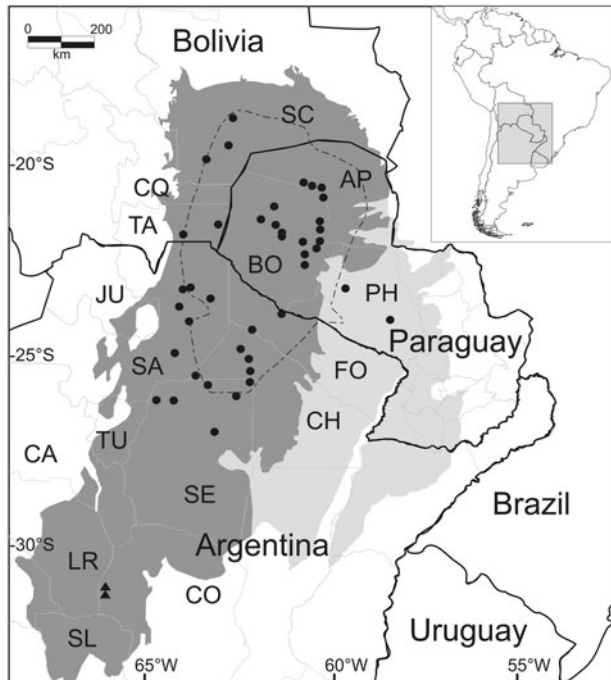 0 200
km
Bolivia
SC
20°S
CQ
AP
TA
BO
JU
PH
Paraguay
25°S
SA
FO
CH
TU
CA
SE
Brazil
30°S
Argentina
LR
CO
SL
Uruguay
65°W 60°W 55°W